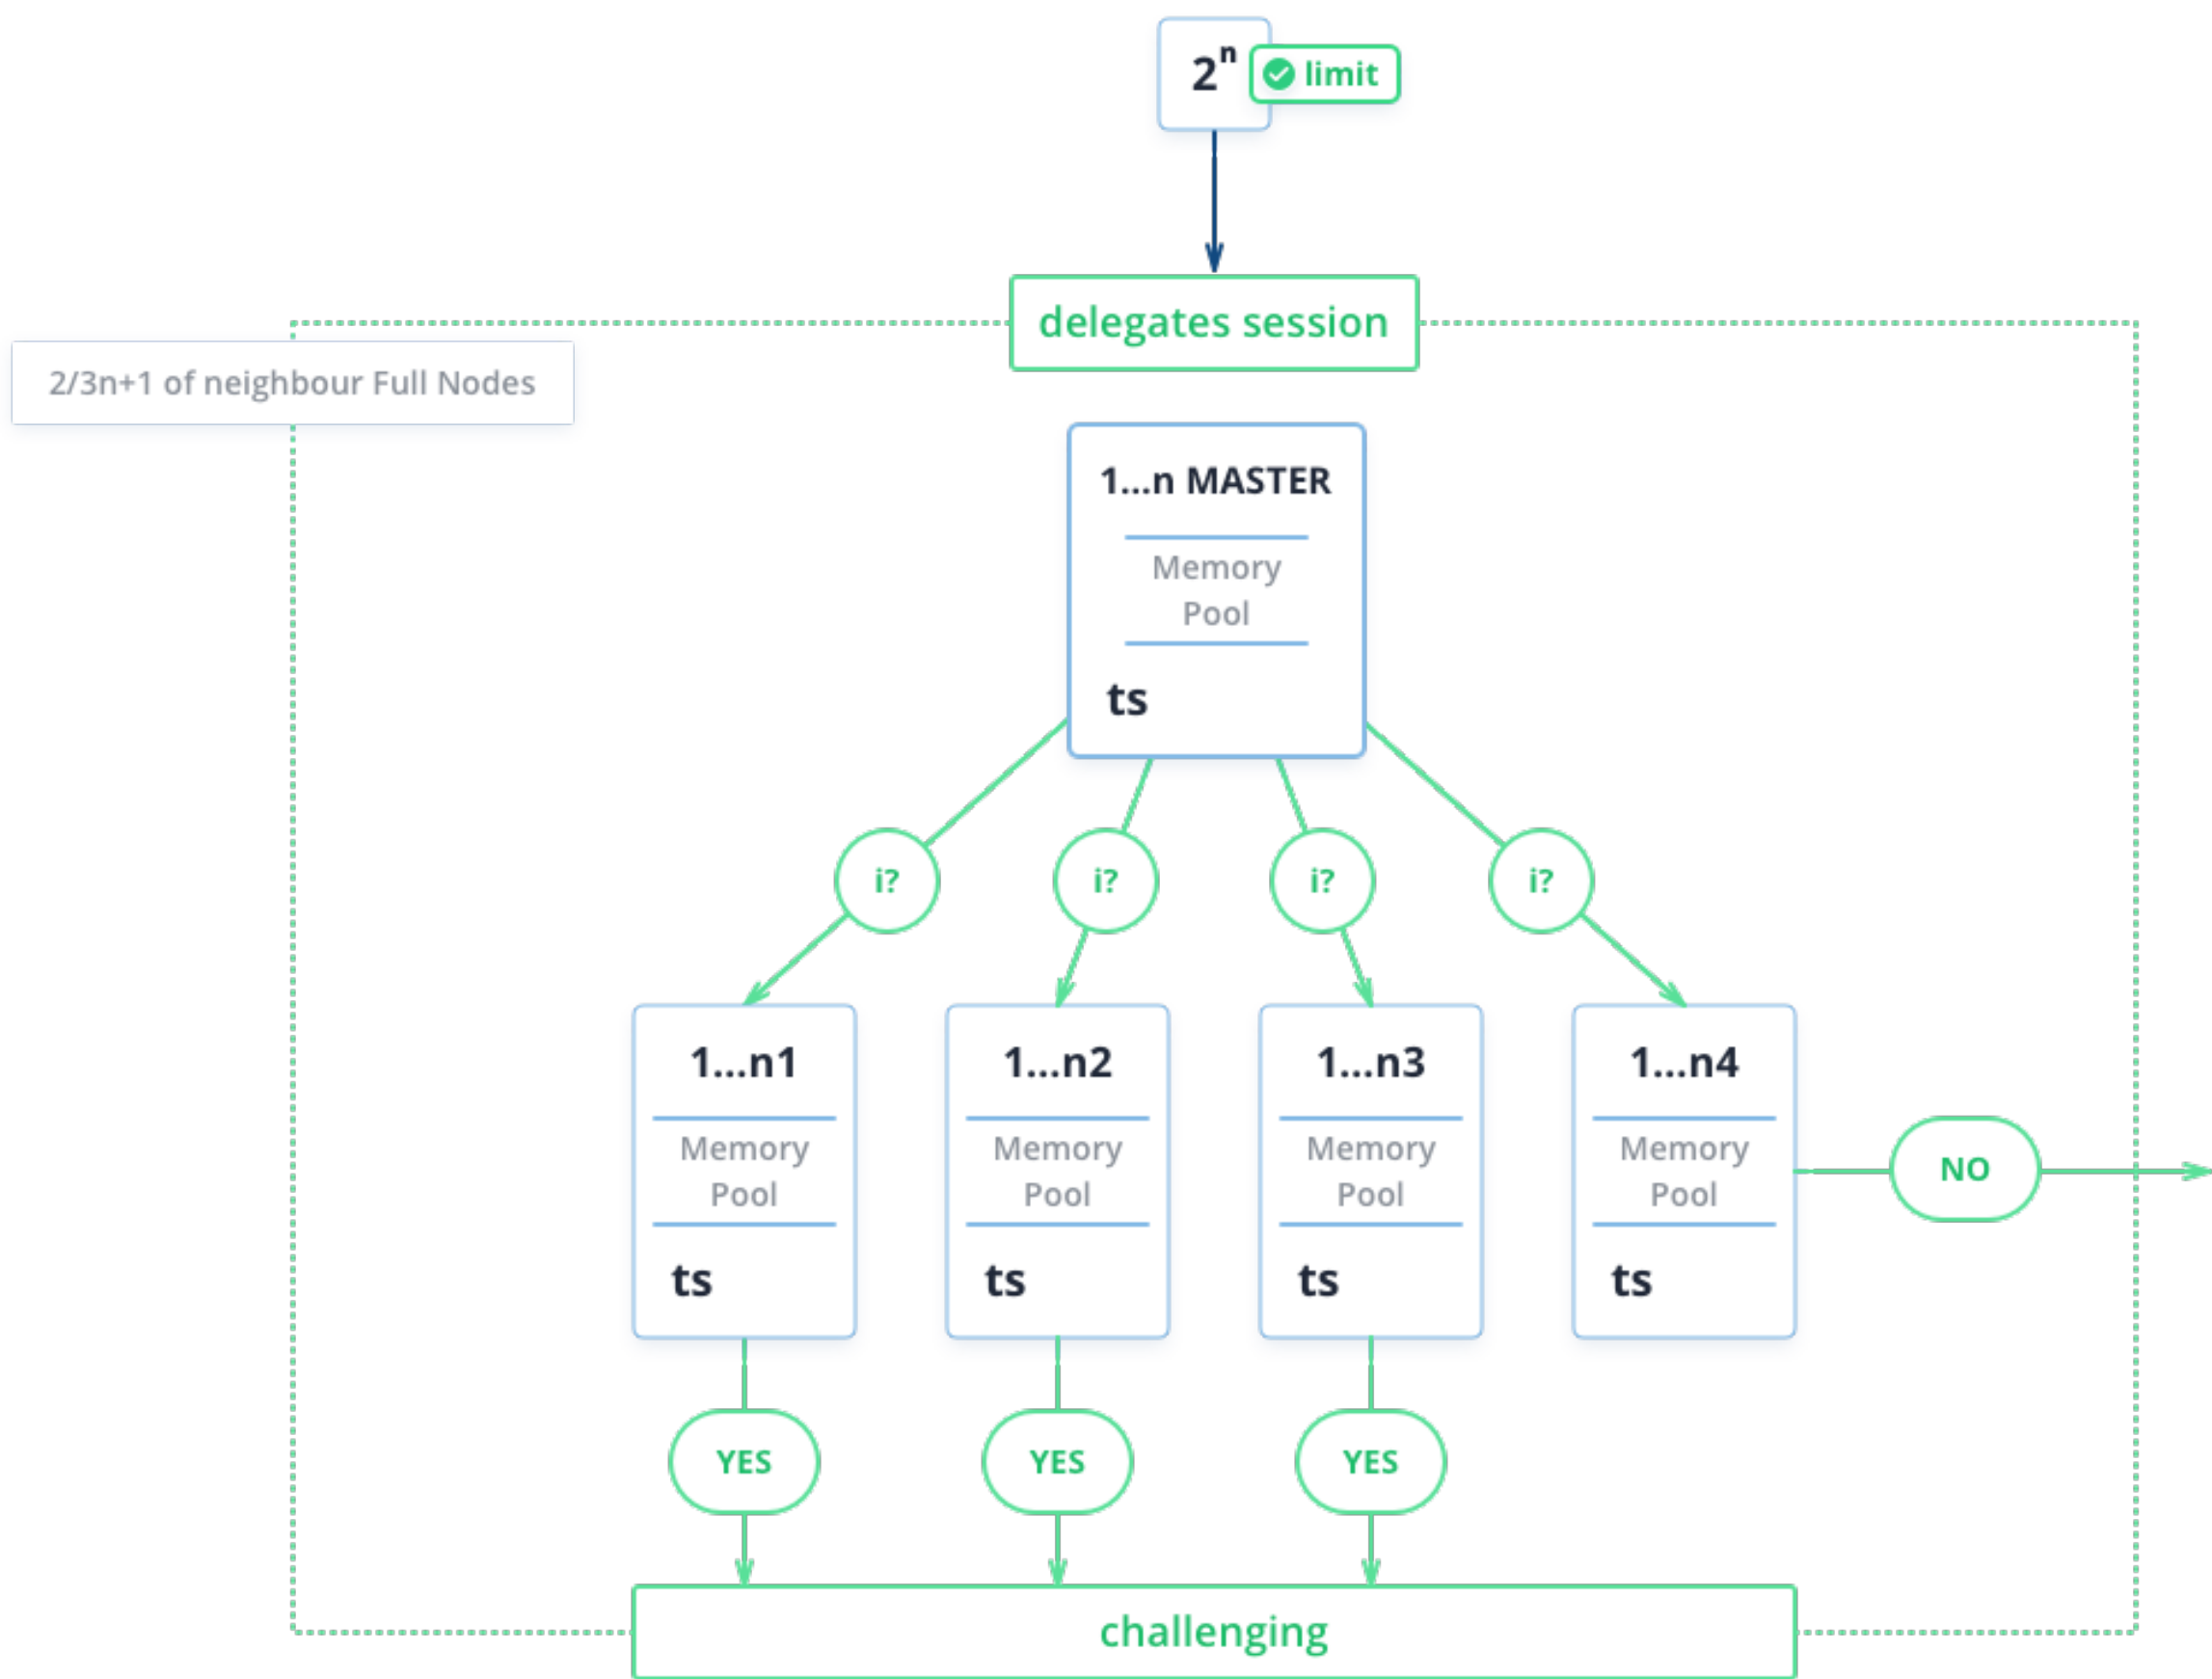 2ⁿ
limit
delegates session
2/3n+1 of neighbour Full Nodes
1...n MASTER
Memory
Pool
ts
i?
i?
i?
i?
1...n1
Memory
Pool
ts
1...n2
Memory
Pool
ts
1...n3
Memory
Pool
ts
1...n4
Memory
Pool
ts
NO
YES
YES
YES
challenging